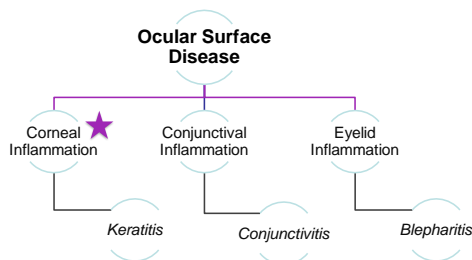 Ocular Surface
Disease
Corneal
Inflammation
Conjunctival
Inflammation
Eyelid
Inflammation
Keratitis
Conjunctivitis
Blepharitis